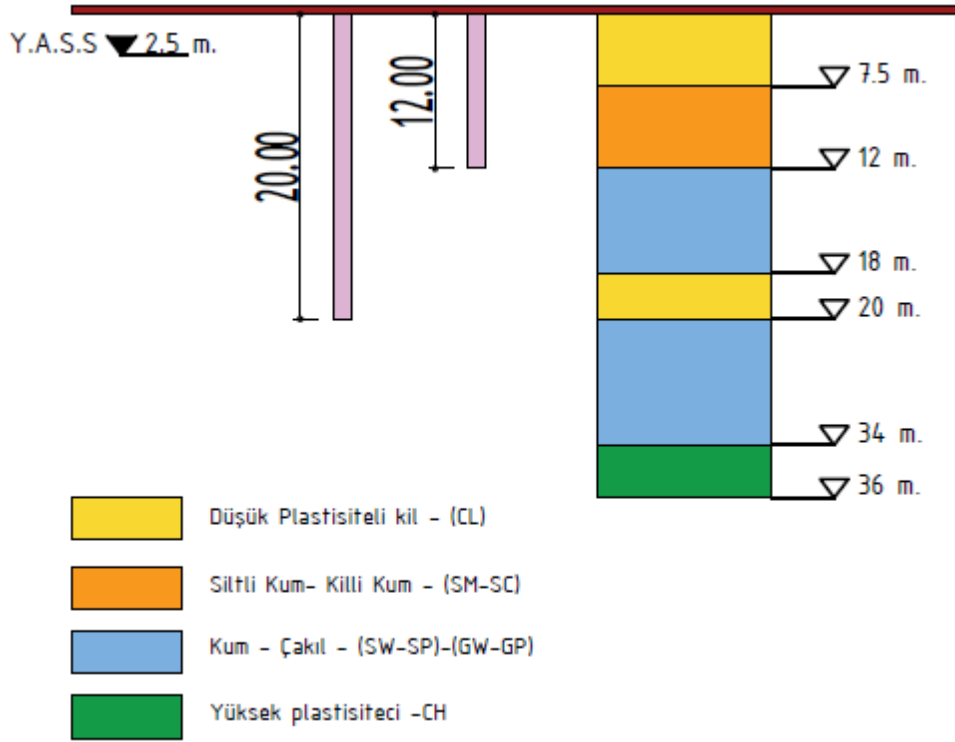 Y.A.S.S 2.5 m.
20.00
12.00
7.5 m.
12 m.
18 m.
20 m.
34 m.
36 m.
Düşük Plastisiteli kil - (CL)
Siltli Kum- Killi Kum - (SM-SC)
Kum - Çakıl - (SW-SP)-(GW-GP)
Yüksek plastisiteci -CH